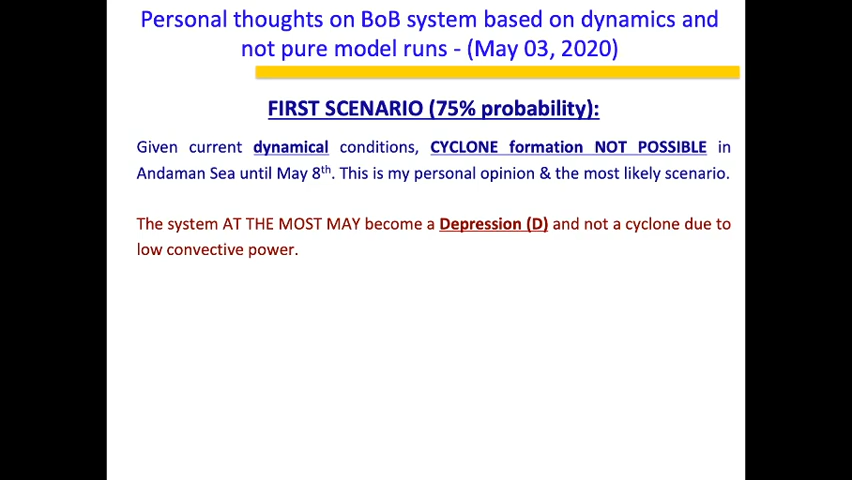 Personal thoughts on BoB system based on dynamics and
not pure model runs - (May 03, 2020)
FIRST SCENARIO (75% probability):
Given current dynamical conditions, CYCLONE formation NOT POSSIBLE in
Andaman Sea until May 8th. This is my personal opinion & the most likely scenario.
The system AT THE MOST MAY become a Depression (D) and not a cyclone due to
low convective power.